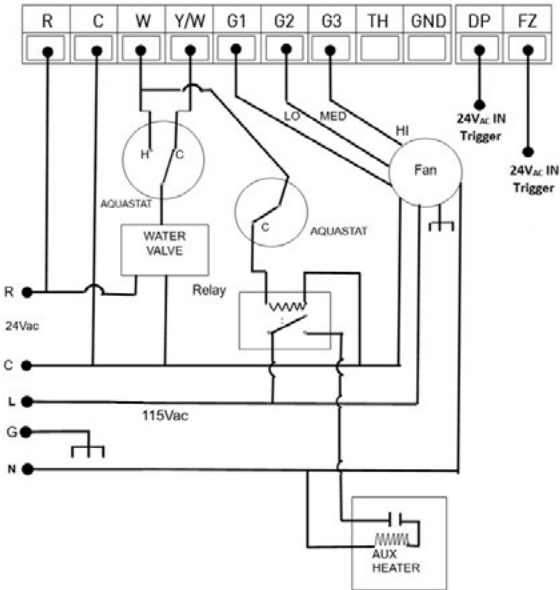 R C W Y/W G1 G2 G3 TH GND DP FZ
LO MED
HI
24VAC IN
Trigger
Fan
24VAC IN
Trigger
H C
AQUASTAT
C
AQUASTAT
WATER
VALVE
Relay
R
24Vac
C
L
115Vac
G
N
AUX
HEATER